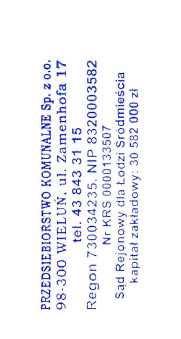 PRZEDSIĘBIORSTWO KOMUNALNE Sp. z o.o.
98-300 WIELUŃ, ul. Zamenhofa 17
tel. 43 843 31 15
Regon 730034235, NIP 8320003582
Nr KRS 0000133507
Sąd Rejonowy dla Łodzi Śródmieścia
kapitał zakładowy: 30 582 000 zł